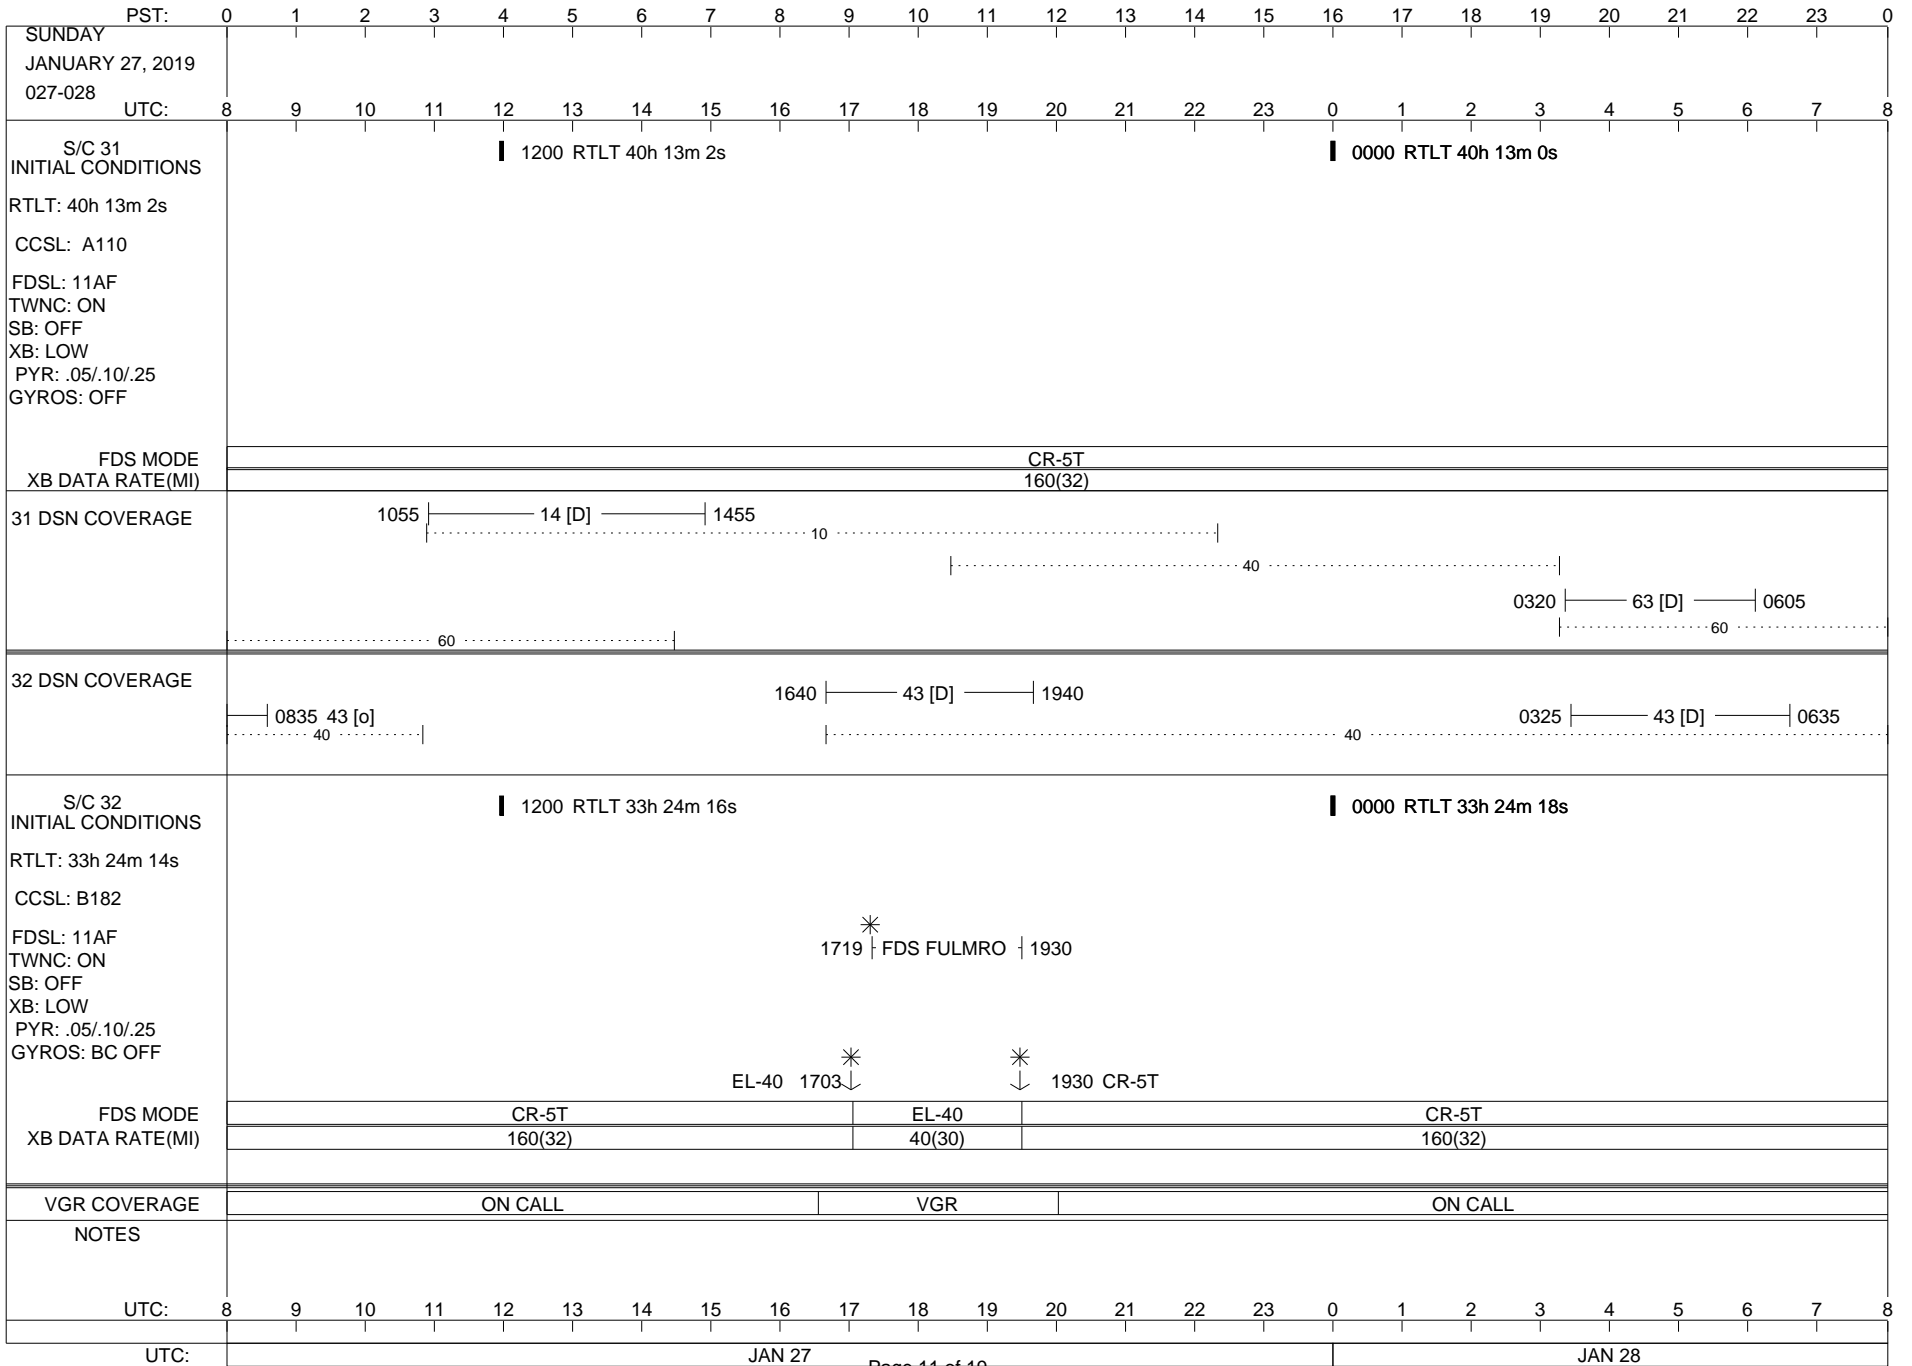 PST: 0 1 2 3 4 5 6 7 8 9 10 11 12 13 14 15 16 17 18 19 20 21 22 23 0
SUNDAY
JANUARY 27, 2019
027-028
UTC: 8 9 10 11 12 13 14 15 16 17 18 19 20 21 22 23 0 1 2 3 4 5 6 7 8
S/C 31
INITIAL CONDITIONS
1200 RTLT 40h 13m 2s
0000 RTLT 40h 13m 0s
RTLT: 40h 13m 2s
CCSL: A110
FDSL: 11AF
TWNC: ON
SB: OFF
XB: LOW
PYR: .05/.10/.25
GYROS: OFF
FDS MODE CR-5T
XB DATA RATE(MI) 160(32)
31 DSN COVERAGE
1055 14 [D] 1455
10
40
0320 63 [D] 0605
60
60
32 DSN COVERAGE
1640 43 [D] 1940
0835 43 [o]
0325 43 [D] 0635
40
40
S/C 32
INITIAL CONDITIONS
1200 RTLT 33h 24m 16s
0000 RTLT 33h 24m 18s
RTLT: 33h 24m 14s
CCSL: B182
FDSL: 11AF
TWNC: ON
SB: OFF
XB: LOW
PYR: .05/.10/.25
GYROS: BC OFF
1719 FDS FULMRO 1930
EL-40 1703
1930 CR-5T
FDS MODE CR-5T EL-40 CR-5T
XB DATA RATE(MI) 160(32) 40(30) 160(32)
VGR COVERAGE ON CALL VGR ON CALL
NOTES
UTC: 8 9 10 11 12 13 14 15 16 17 18 19 20 21 22 23 0 1 2 3 4 5 6 7 8
UTC: JAN 27 JAN 28
Page 11 of